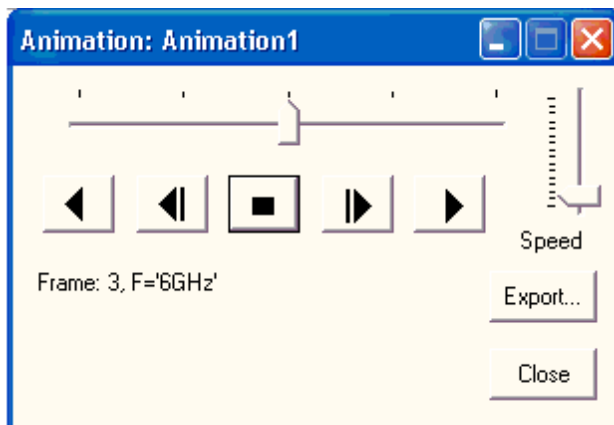 Animation: Animation1
Speed
Frame: 3, F='6GHz'
Export...
Close